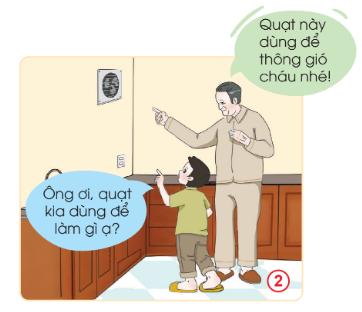 Quạt này
dùng để
thông gió
cháu nhé!
Ông ơi, quạt
kia dùng để
làm gì ạ?
2